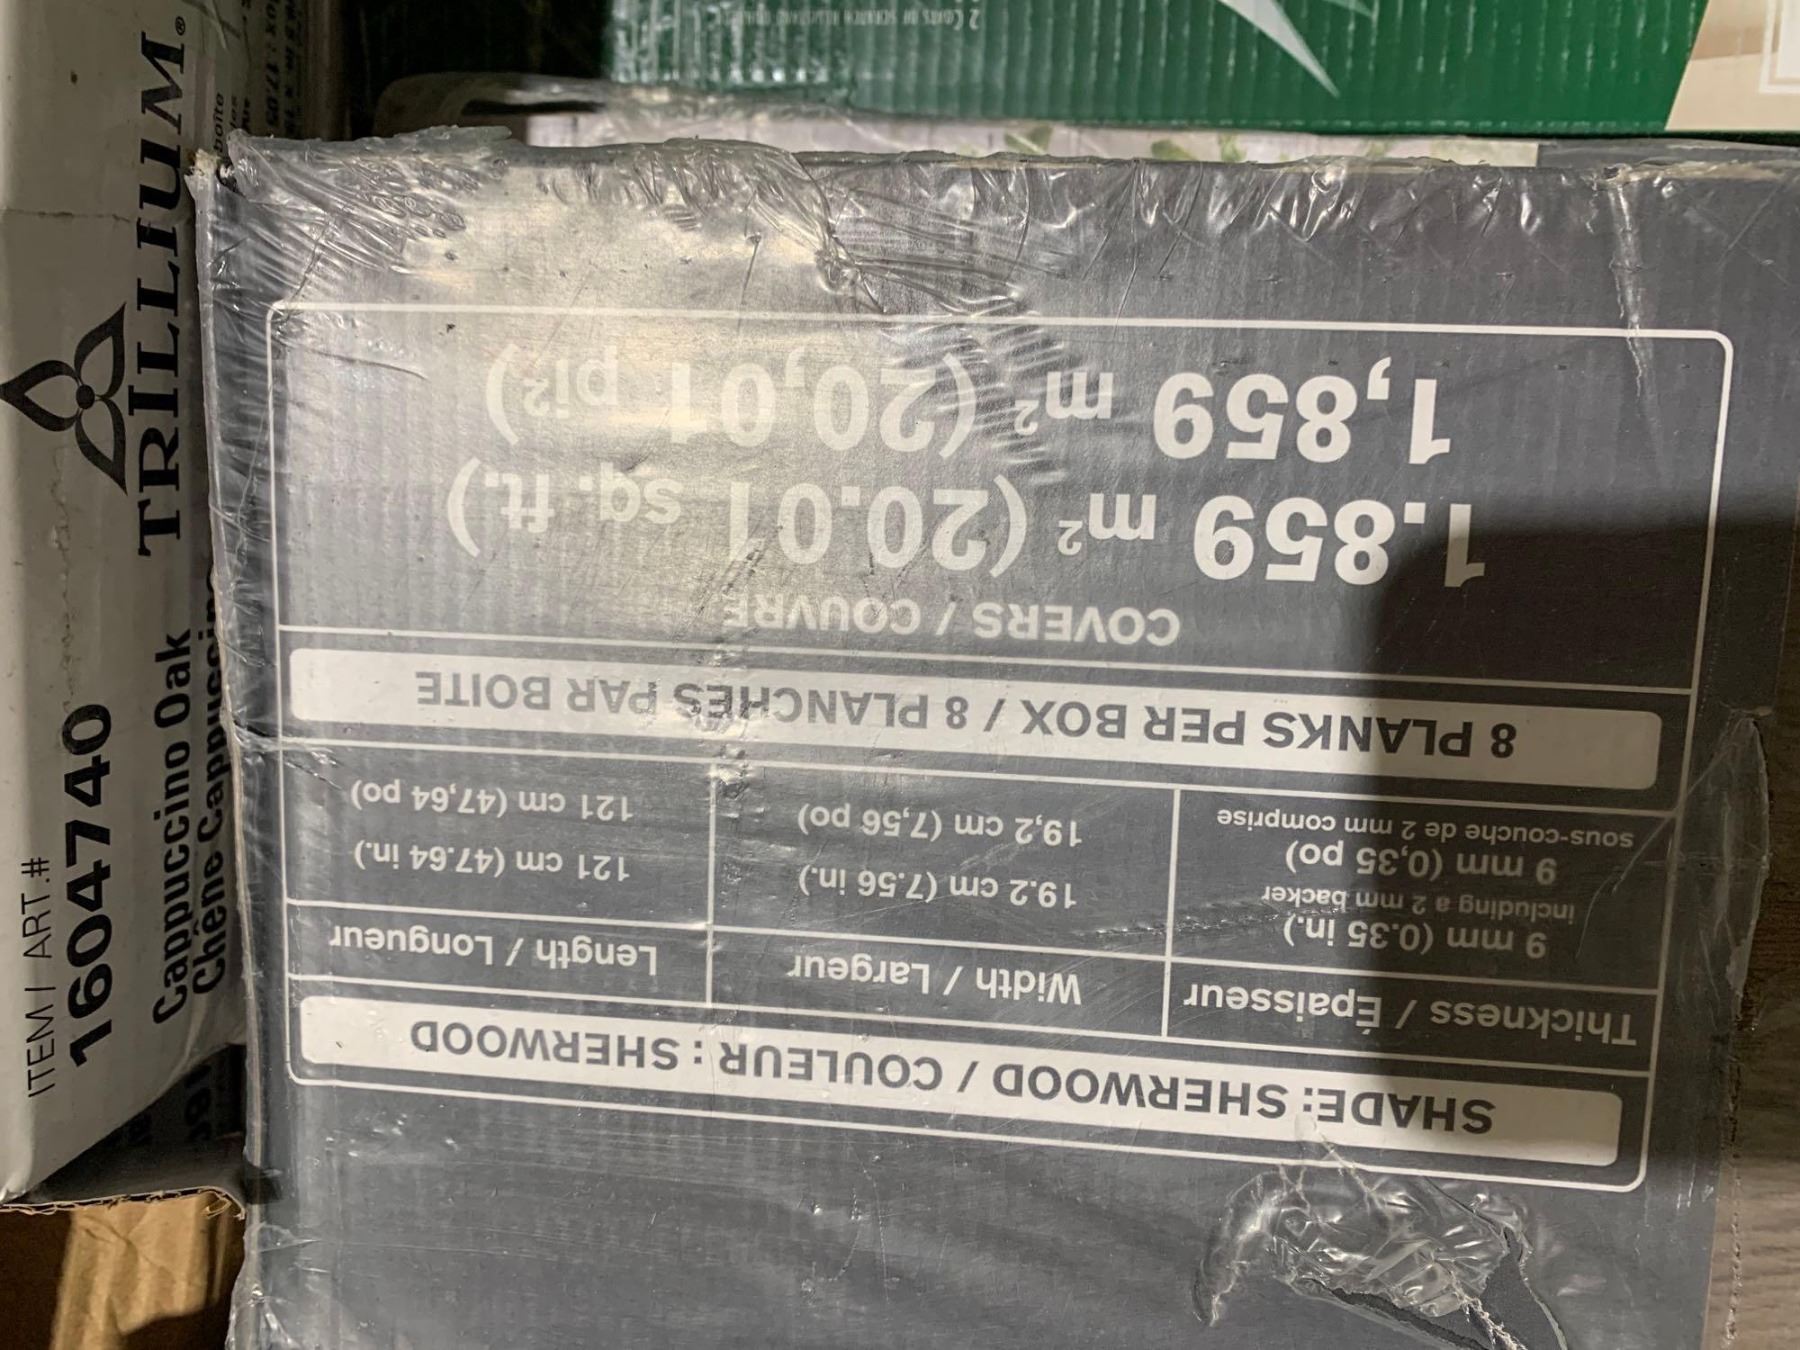 SHADE: SHERWOOD / COULEUR : SHERWOOD
Thickness / Épaisseur
Width / Largeur
Length / Longueur
9 mm (0.35 in.)
including a 2 mm backer
9 mm (0,35 po)
sous-couche de 2 mm comprise
19.2 cm (7.56 in.)
19,2 cm (7,56 po)
121 cm (47.64 in.)
121 cm (47,64 po)
8 PLANKS PER BOX / 8 PLANCHES PAR BOITE
COVERS / COUVRE
1.859 m² (20.01 sq. ft.)
1,859 m² (20,01 pi²)
ITEM / ART.#
1604740
TRILLIUM®
Cappuccino Oak
Chêne Cappuccino
boîte